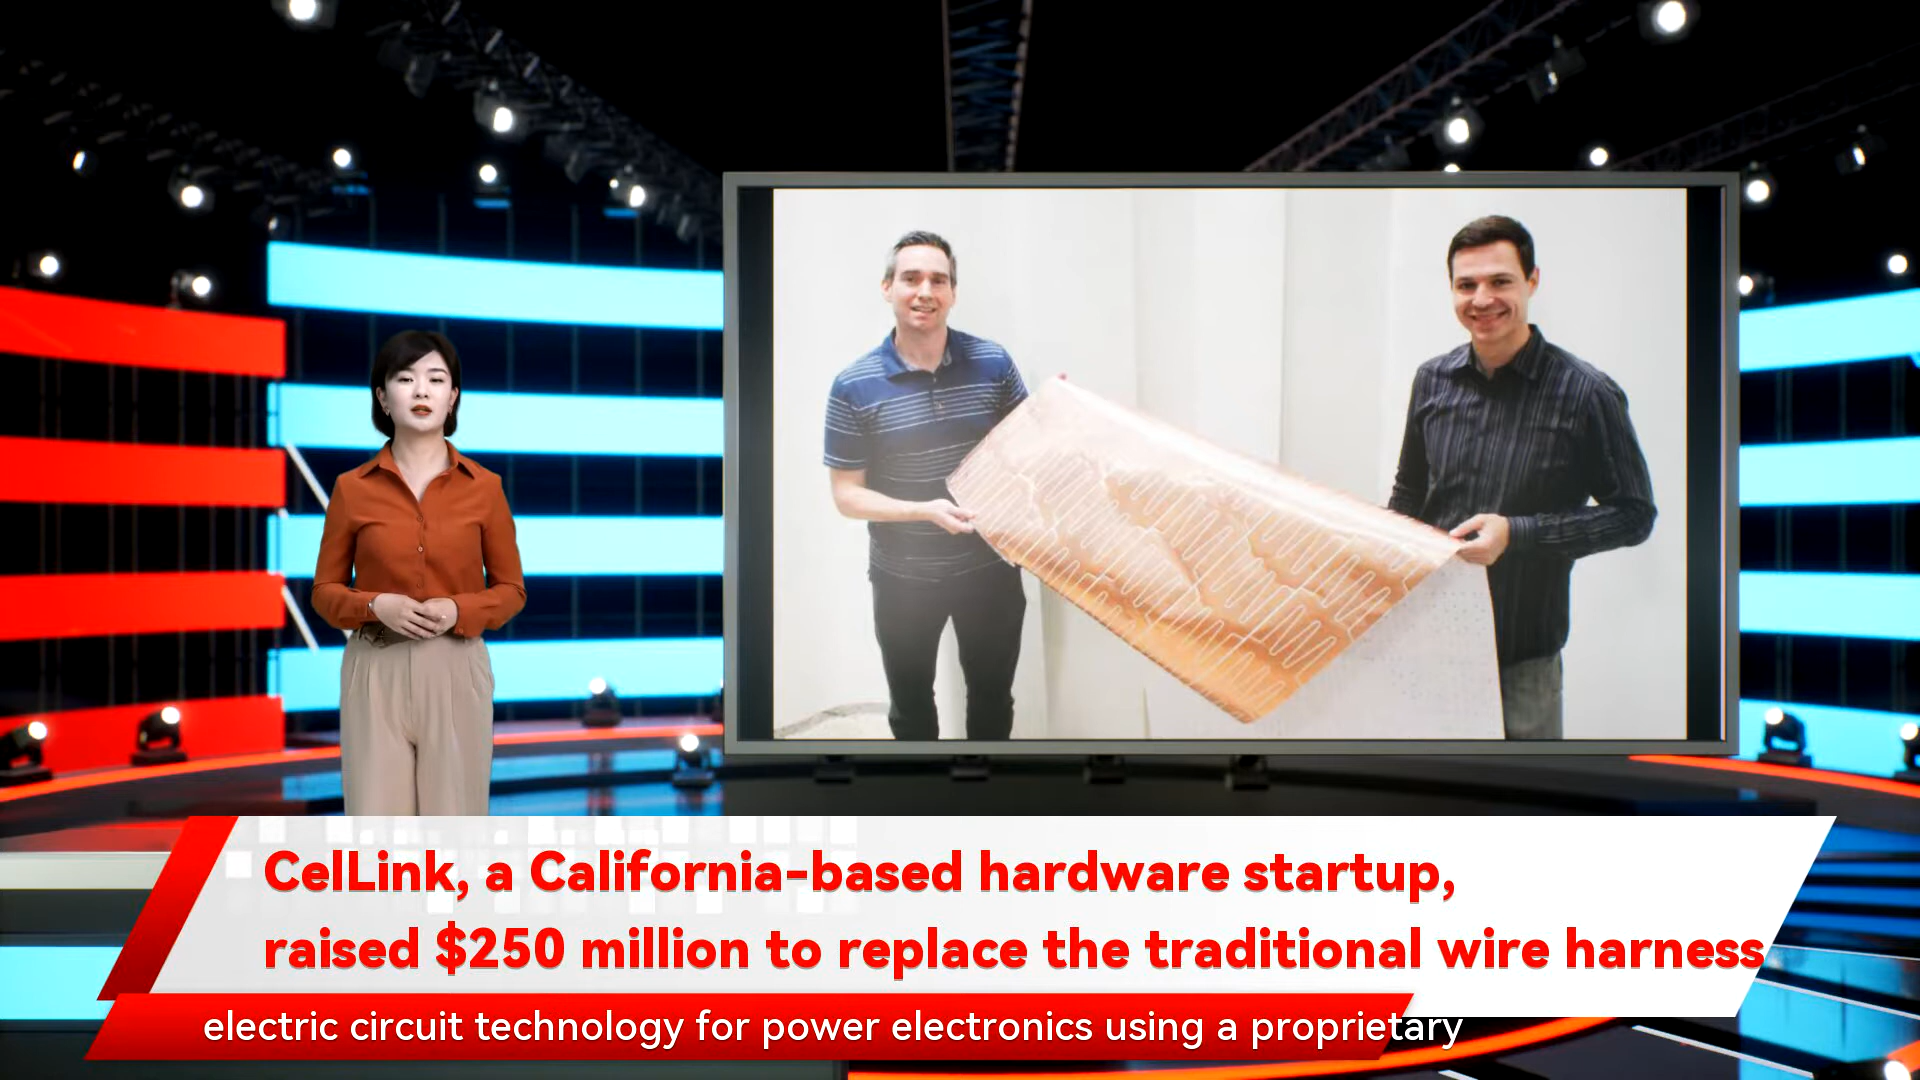 CelLink, a California-based hardware startup,
raised $250 million to replace the traditional wire harness
electric circuit technology for power electronics using a proprietary